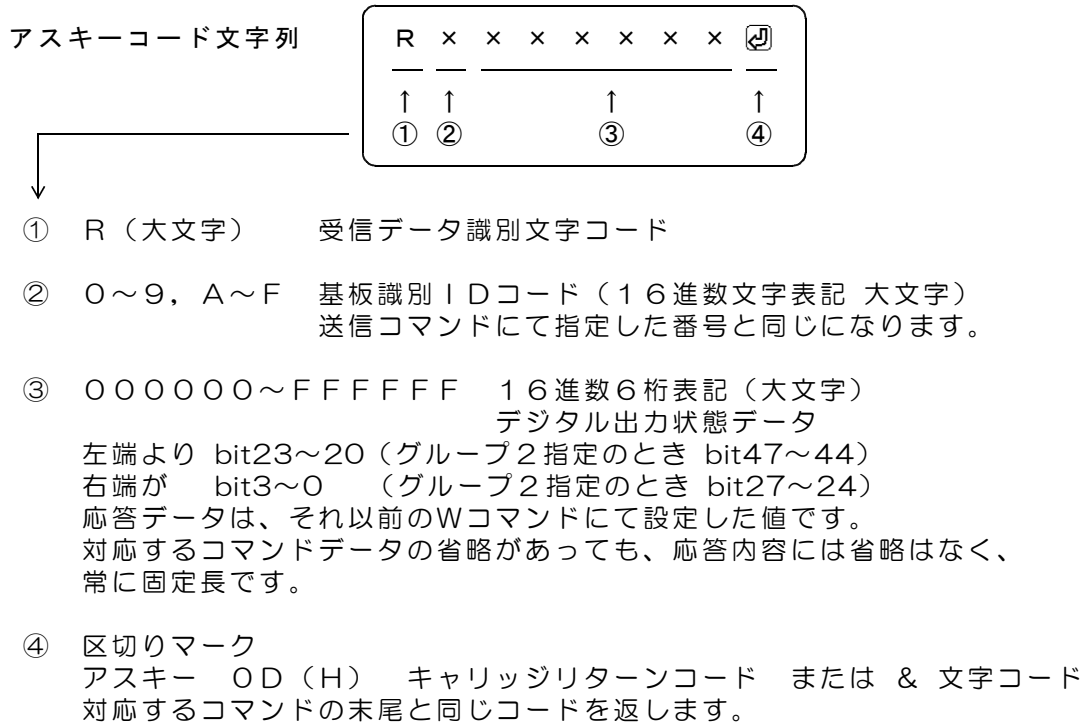 アスキーコード文字列
R × × × × × × × ⏎
↑ ↑ ↑ ↑
① ② ③ ④
① R（大文字） 受信データ識別文字コード
② ０～９，Ａ～Ｆ 基板識別ＩＤコード（１６進数文字表記 大文字）
送信コマンドにて指定した番号と同じになります。
③ ００００００～ＦＦＦＦＦＦ １６進数６桁表記（大文字）
デジタル出力状態データ
左端より bit23～20（グループ２指定のとき bit47～44）
右端が bit3～0 （グループ２指定のとき bit27～24）
応答データは、それ以前のWコマンドにて設定した値です。
対応するコマンドデータの省略があっても、応答内容には省略はなく、
常に固定長です。
④ 区切りマーク
アスキー ０Ｄ（Ｈ） キャリッジリターンコード または ＆ 文字コード
対応するコマンドの末尾と同じコードを返します。